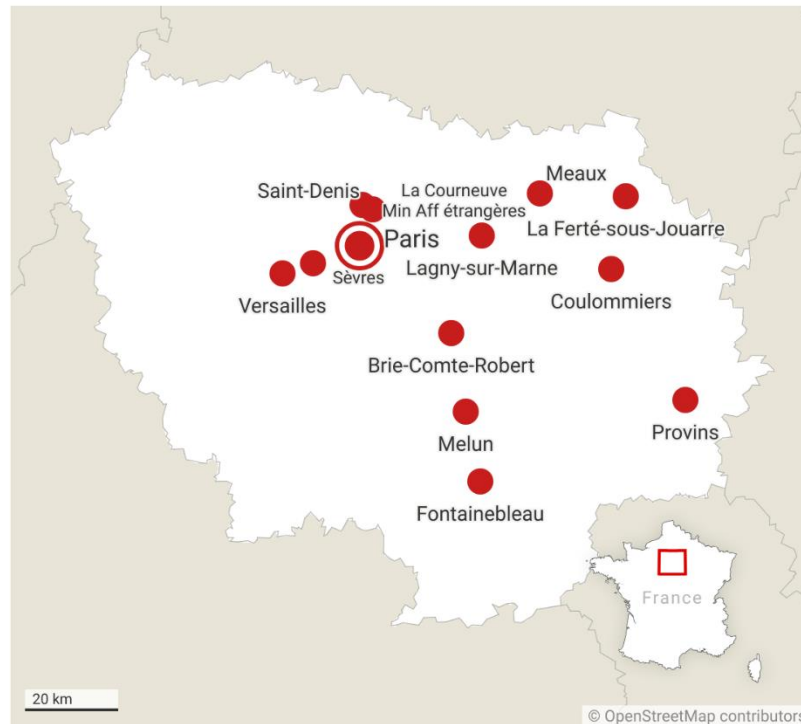 Meaux
Saint-Denis
La Courneuve
Min Aff étrangères
La Ferté-sous-Jouarre
Paris
Lagny-sur-Marne
Sèvres
Versailles
Coulommiers
Brie-Comte-Robert
Provins
Melun
Fontainebleau
France
20 km
© OpenStreetMap contributors